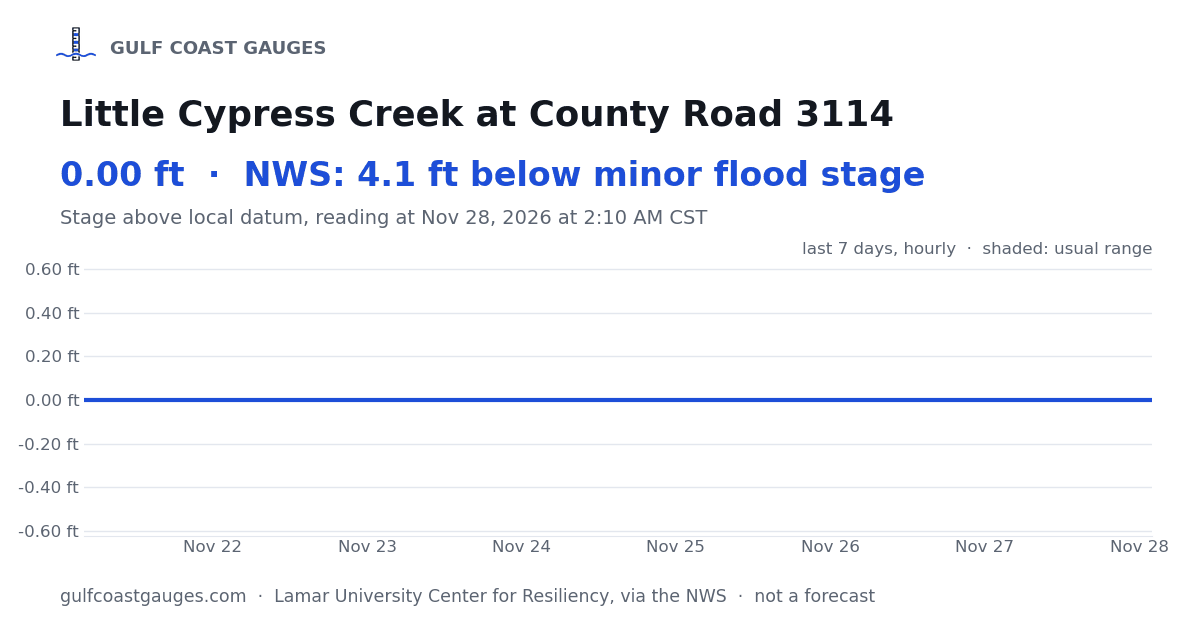 GULF COAST GAUGES
Little Cypress Creek at County Road 3114
0.00 ft · NWS: 4.1 ft below minor flood stage
Stage above local datum, reading at Nov 28, 2026 at 2:10 AM CST
last 7 days, hourly · shaded: usual range
0.60 ft
0.40 ft
0.20 ft
0.00 ft
-0.20 ft
-0.40 ft
-0.60 ft
Nov 22 Nov 23 Nov 24 Nov 25 Nov 26 Nov 27 Nov 28
gulfcoastgauges.com · Lamar University Center for Resiliency, via the NWS · not a forecast